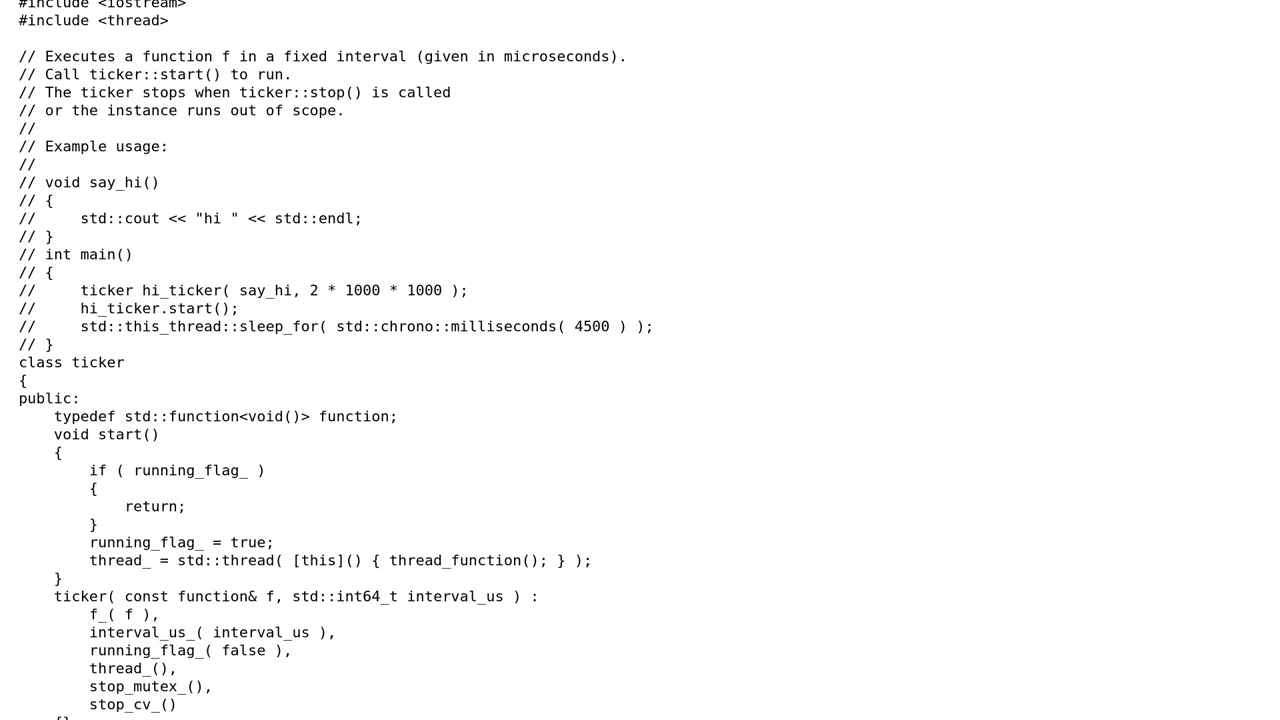 #include <iostream>
#include <thread>

// Executes a function f in a fixed interval (given in microseconds).
// Call ticker::start() to run.
// The ticker stops when ticker::stop() is called
// or the instance runs out of scope.
//
// Example usage:
//
// void say_hi()
// {
//     std::cout << "hi " << std::endl;
// }
// int main()
// {
//     ticker hi_ticker( say_hi, 2 * 1000 * 1000 );
//     hi_ticker.start();
//     std::this_thread::sleep_for( std::chrono::milliseconds( 4500 ) );
// }
class ticker
{
public:
    typedef std::function<void()> function;
    void start()
    {
        if ( running_flag_ )
        {
            return;
        }
        running_flag_ = true;
        thread_ = std::thread( [this]() { thread_function(); } );
    }
    ticker( const function& f, std::int64_t interval_us ) :
        f_( f ),
        interval_us_( interval_us ),
        running_flag_( false ),
        thread_(),
        stop_mutex_(),
        stop_cv_()
    {}